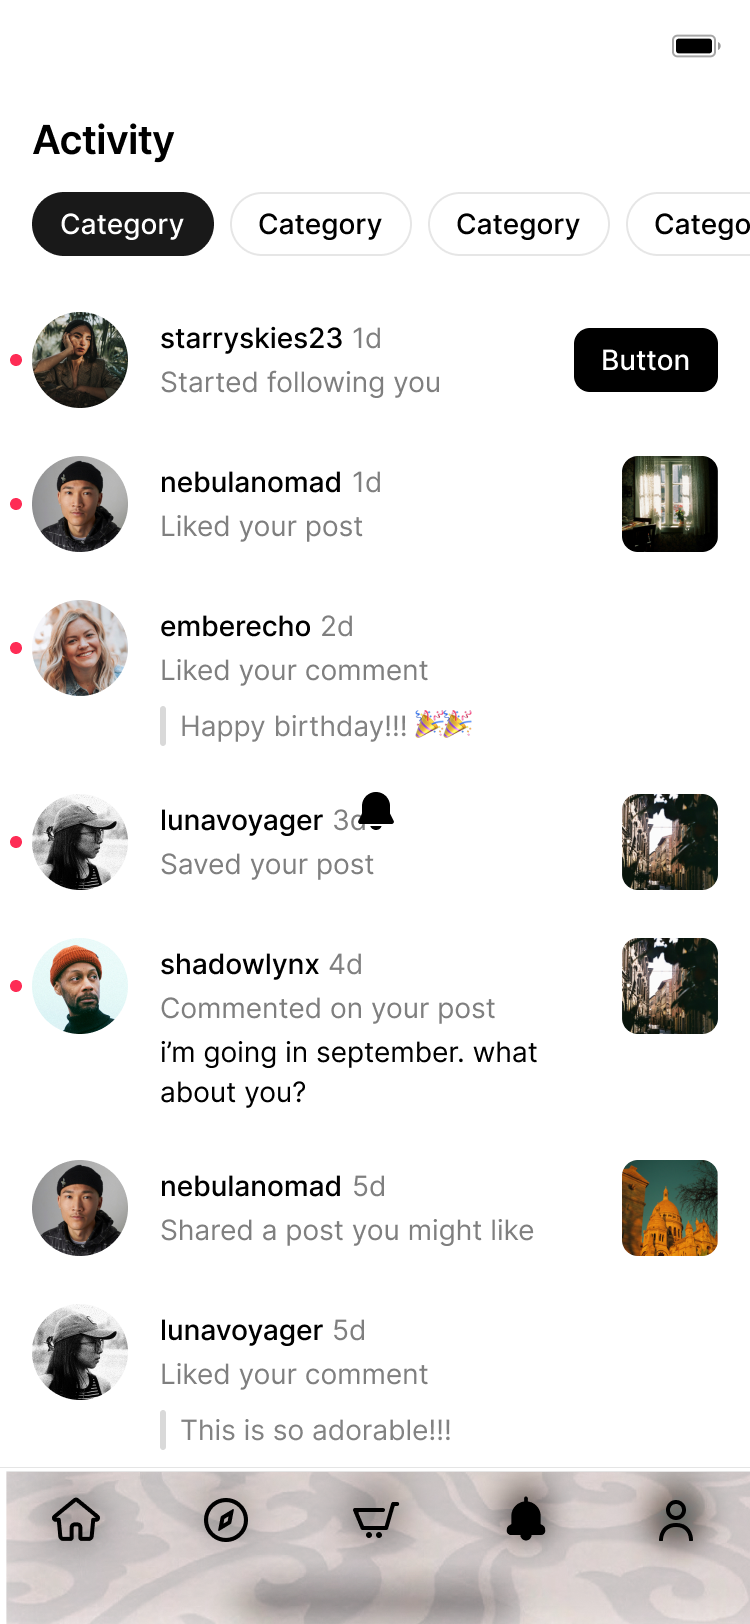 Activity
Category Category Category Catego
starryskies23 1d
Started following you
Button
nebulanomad 1d
Liked your post
emberecho 2d
Liked your comment
Happy birthday!!! 🎉🎉
lunavoyager 3d
Saved your post
shadowlynx 4d
Commented on your post
i’m going in september. what
about you?
nebulanomad 5d
Shared a post you might like
lunavoyager 5d
Liked your comment
This is so adorable!!!